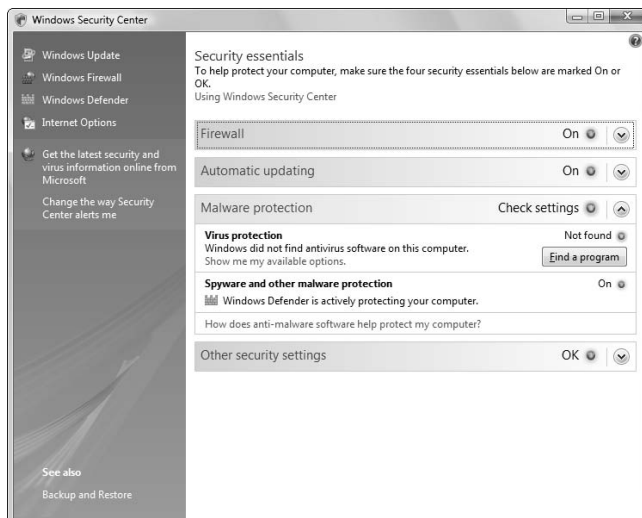 Windows Security Center
Windows Update
Windows Firewall
Windows Defender
Internet Options
Get the latest security and
virus information online from
Microsoft
Change the way Security
Center alerts me
See also
Backup and Restore
Security essentials
To help protect your computer, make sure the four security essentials below are marked On or
OK.
Using Windows Security Center
Firewall On
Automatic updating On
Malware protection Check settings
Virus protection Not found
Windows did not find antivirus software on this computer.
Show me my available options. Find a program
Spyware and other malware protection On
Windows Defender is actively protecting your computer.
How does anti-malware software help protect my computer?
Other security settings OK